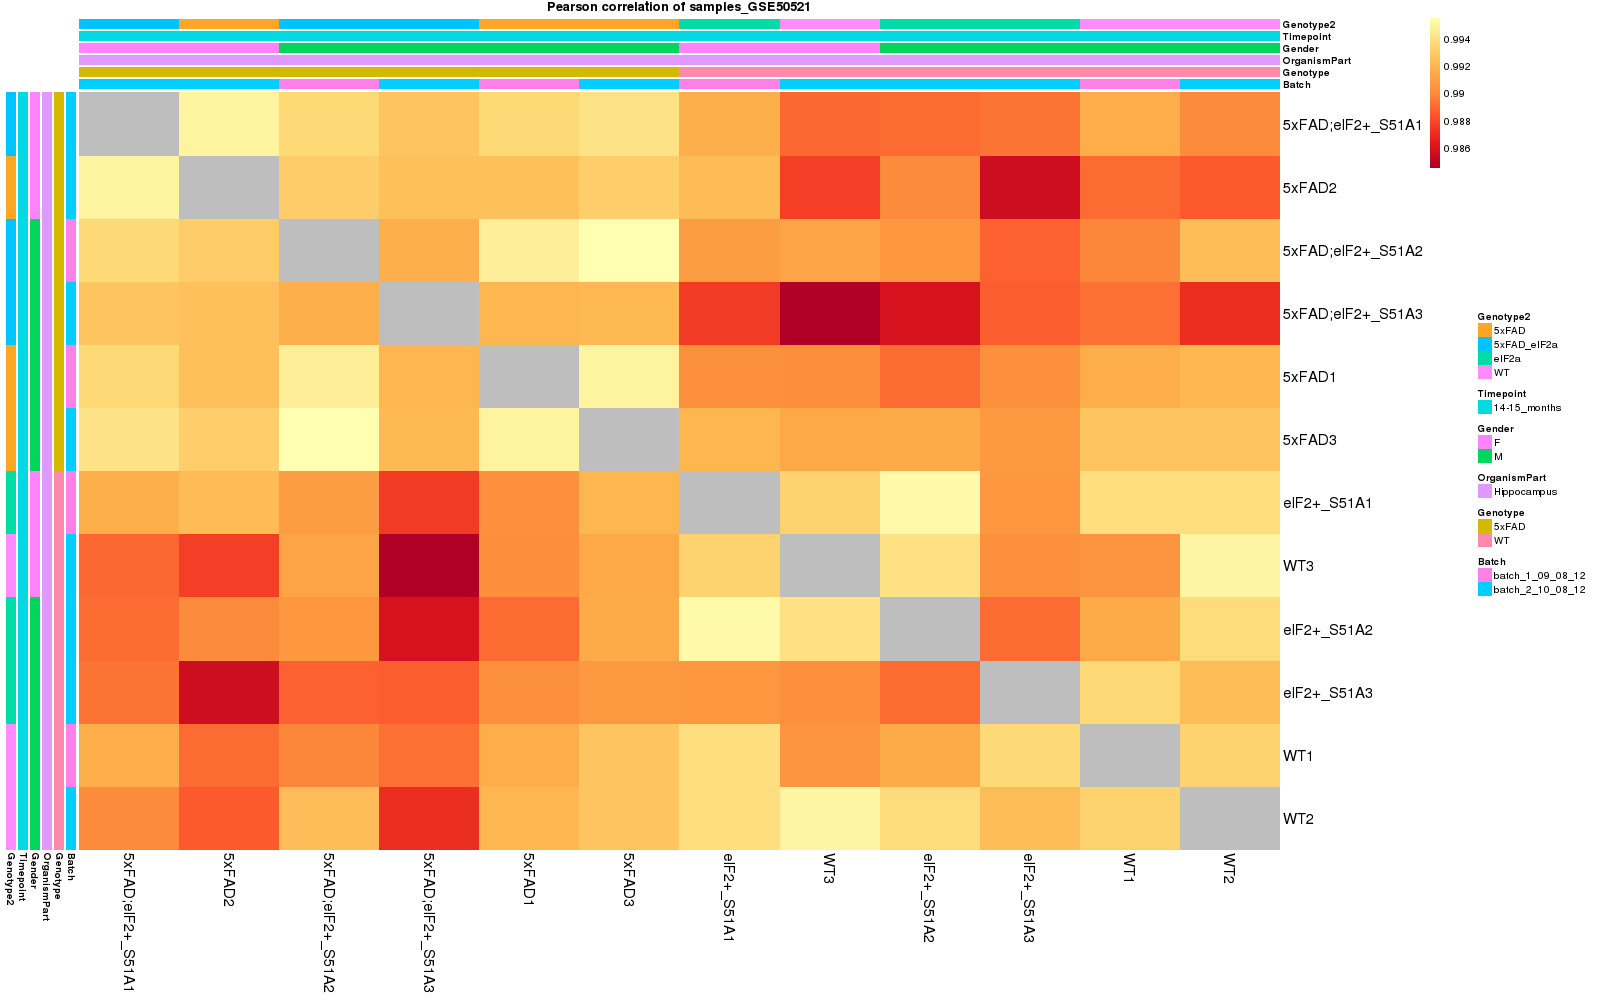 Pearson correlation of samples_GSE50521
Genotype2
Timepoint
Gender
OrganismPart
Genotype
Batch
0.994
0.992
0.99
0.988
0.986
5xFAD;eIF2+_S51A1
5xFAD2
5xFAD;eIF2+_S51A2
5xFAD;eIF2+_S51A3
5xFAD1
5xFAD3
eIF2+_S51A1
WT3
eIF2+_S51A2
eIF2+_S51A3
WT1
WT2
Genotype2
5xFAD
5xFAD_eIF2a
eIF2a
WT
Timepoint
14-15_months
Gender
F
M
OrganismPart
Hippocampus
Genotype
5xFAD
WT
Batch
batch_1_09_08_12
batch_2_10_08_12
Genotype2
Timepoint
Gender
OrganismPart
Genotype
Batch
5xFAD;eIF2+_S51A1
5xFAD2
5xFAD;eIF2+_S51A2
5xFAD;eIF2+_S51A3
5xFAD1
5xFAD3
eIF2+_S51A1
WT3
eIF2+_S51A2
eIF2+_S51A3
WT1
WT2